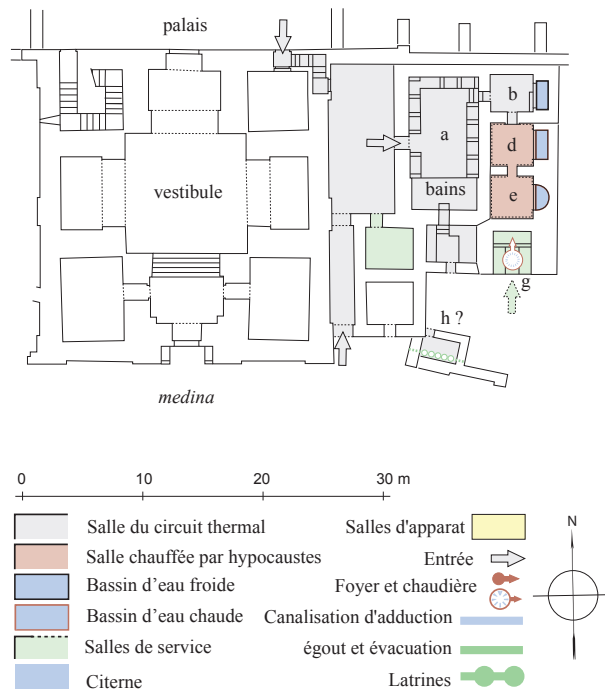 palais
b
a
d
vestibule
bains
e
g
h ?
medina
0 10 20 30 m
Salle du circuit thermal
Salle chauffée par hypocaustes
Bassin d'eau froide
Bassin d'eau chaude
Salles de service
Citerne
Salles d'apparat
Entrée
Foyer et chaudière
Canalisation d'adduction
égout et évacuation
Latrines
N